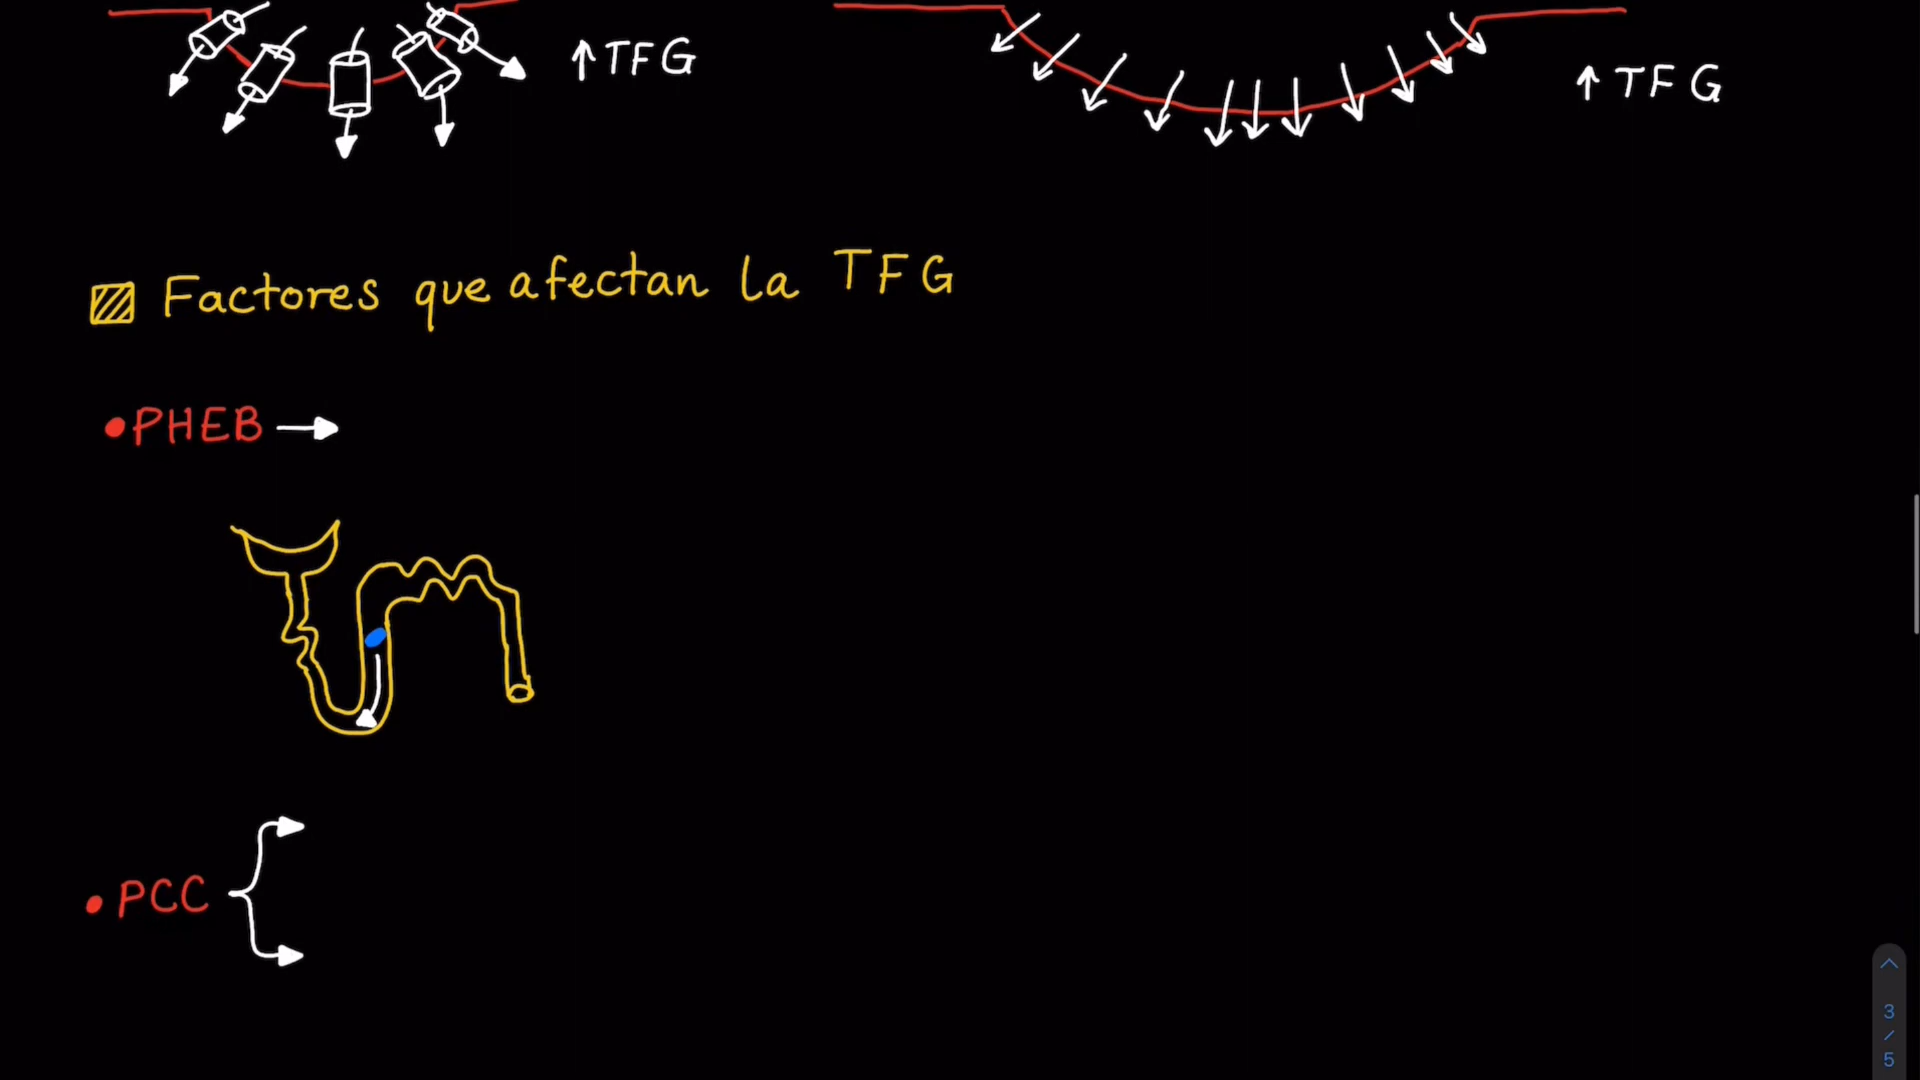 ↑TFG
↑TFG
Factores que afectan la TFG
•PHEB →
•PCC
3
/
5